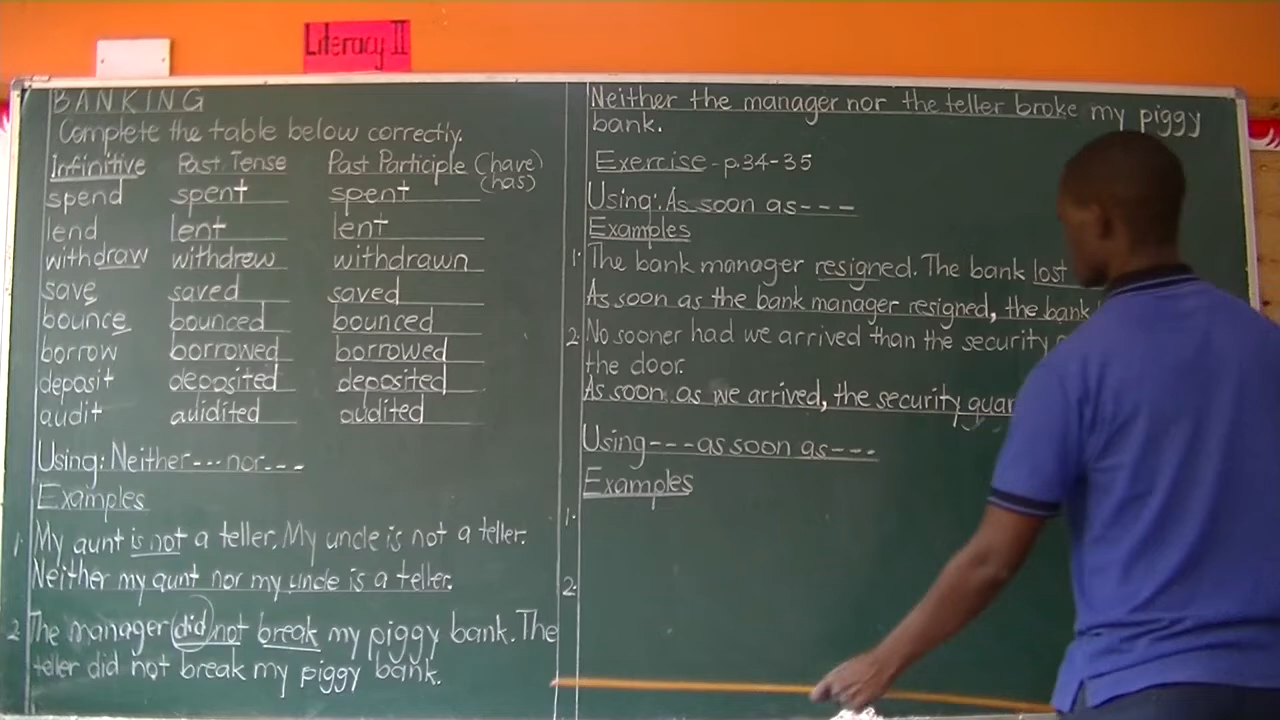 Literacy II
BANKING
Complete the table below correctly.
Infinitive Past Tense Past Participle (have)
(has)
spend spent spent
lend lent lent
withdraw withdrew withdrawn
save saved saved
bounce bounced bounced
borrow borrowed borrowed
deposit deposited deposited
audit auidited audited
Using: Neither---nor---
Examples
1. My aunt is not a teller. My uncle is not a teller.
Neither my aunt nor my uncle is a teller.
2. The manager did not break my piggy bank. The
teller did not break my piggy bank.
Neither the manager nor the teller broke my piggy
bank.
Exercise - p.34-35
Using: As soon as---
Examples
1. The bank manager resigned. The bank lost
As soon as the bank manager resigned, the bank
2. No sooner had we arrived than the security
the door.
As soon as we arrived, the security
Using---as soon as---
Examples
1.
2.